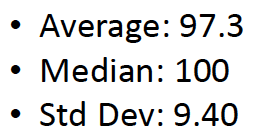 • Average: 97.3
• Median: 100
• Std Dev: 9.40